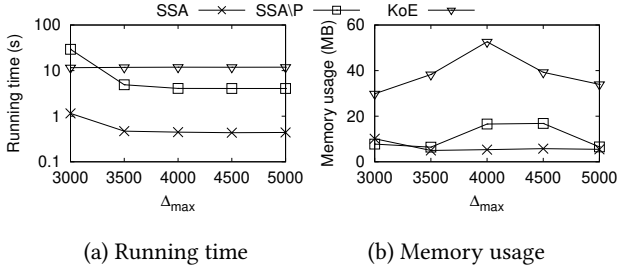 SSA SSA\P KoE
Running time (s)
100
10
1
0.1
3000 3500 4000 4500 5000
Δmax
(a) Running time
Memory usage (MB)
60
40
20
0
3000 3500 4000 4500 5000
Δmax
(b) Memory usage